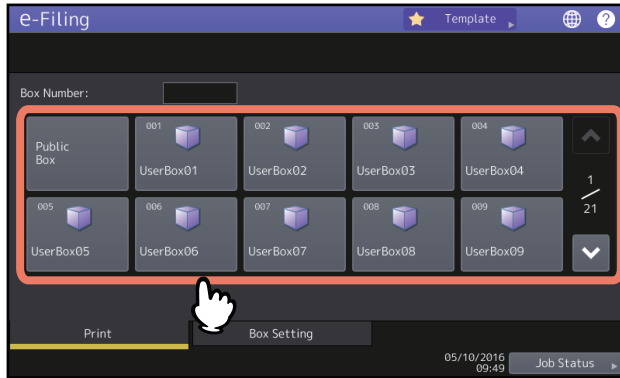 e-Filing
Template
?
Box Number:
Public
Box
001
UserBox01
002
UserBox02
003
UserBox03
004
UserBox04
1
21
005
UserBox05
006
UserBox06
007
UserBox07
008
UserBox08
009
UserBox09
Print
Box Setting
05/10/2016
09:49
Job Status